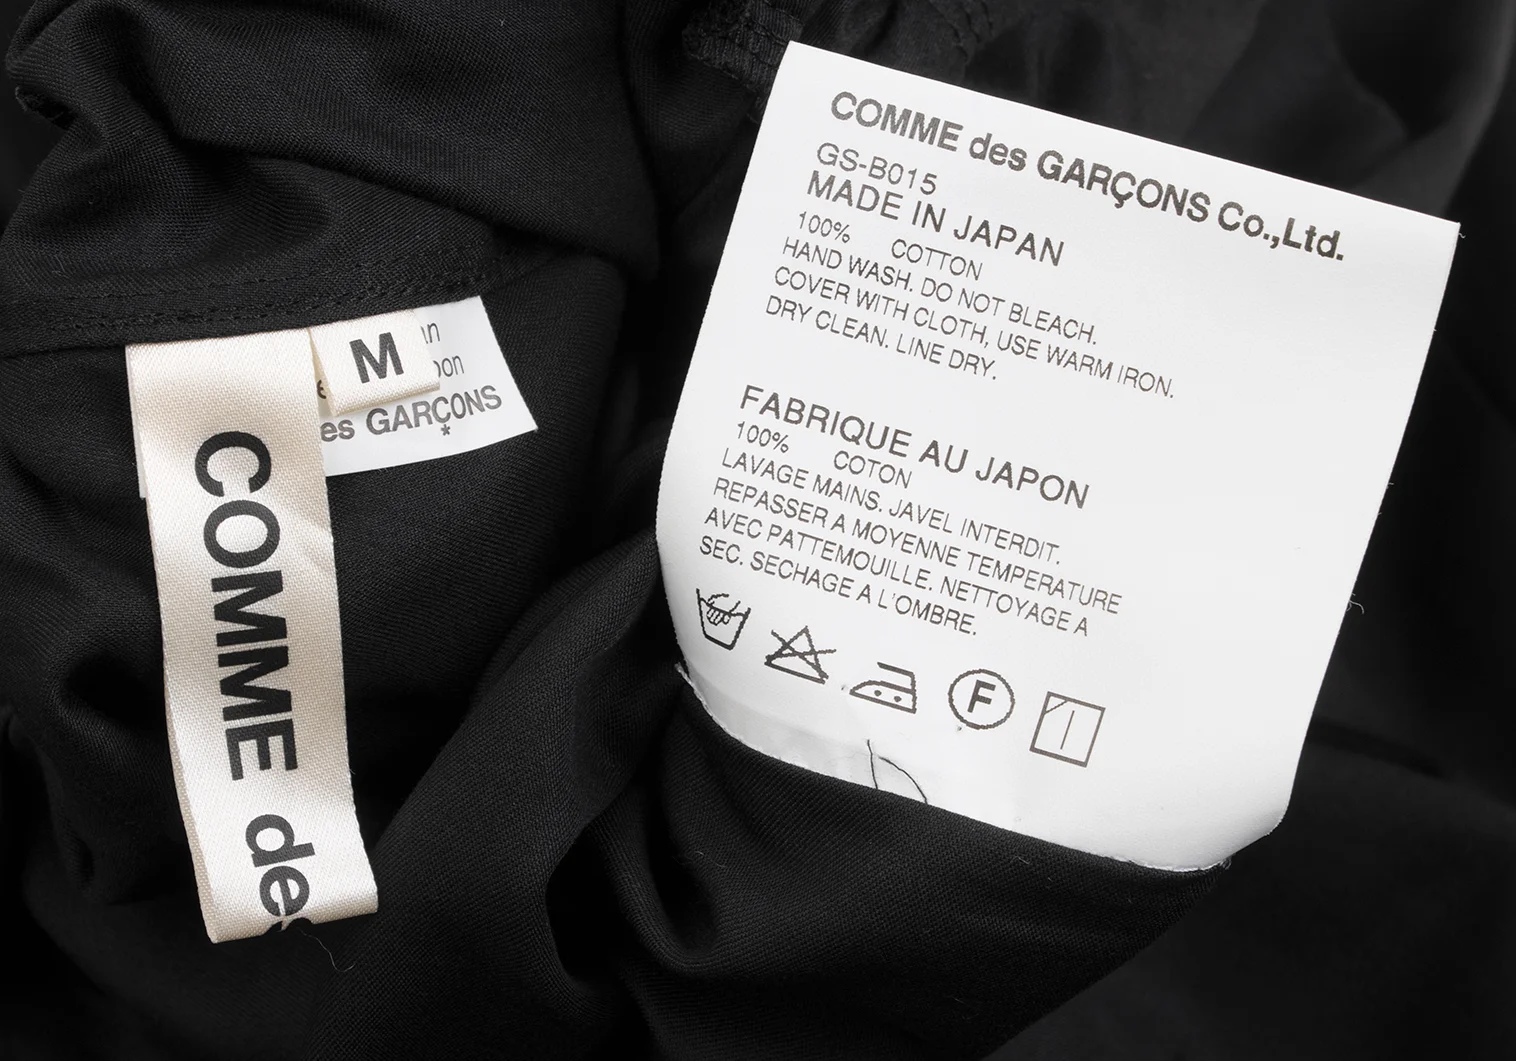 COMME de
M
es GARÇONS
*
COMME des GARÇONS Co.,Ltd.
GS-B015
MADE IN JAPAN
100% COTTON
HAND WASH. DO NOT BLEACH.
COVER WITH CLOTH, USE WARM IRON.
DRY CLEAN. LINE DRY.
FABRIQUE AU JAPON
100% COTON
LAVAGE MAINS. JAVEL INTERDIT.
REPASSER A MOYENNE TEMPERATURE
AVEC PATTEMOUILLE. NETTOYAGE A
SEC. SECHAGE A L'OMBRE.
F